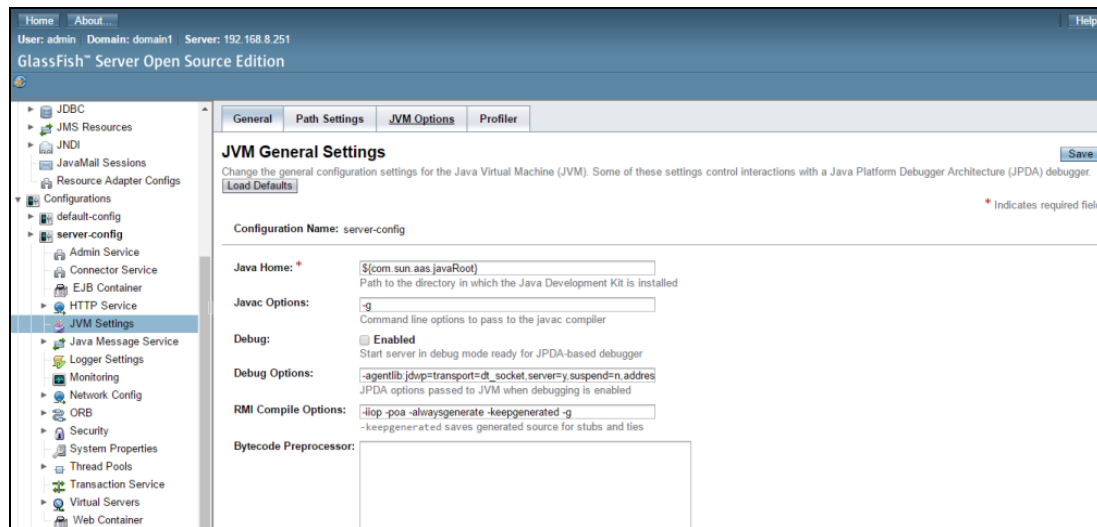 Home About... Help
User: admin Domain: domain1 Server: 192.168.8.251
GlassFish™ Server Open Source Edition
JDBC
JMS Resources
JNDI
JavaMail Sessions
Resource Adapter Configs
Configurations
default-config
server-config
Admin Service
Connector Service
EJB Container
HTTP Service
JVM Settings
Java Message Service
Logger Settings
Monitoring
Network Config
ORB
Security
System Properties
Thread Pools
Transaction Service
Virtual Servers
Web Container
General Path Settings JVM Options Profiler
JVM General Settings Save
Change the general configuration settings for the Java Virtual Machine (JVM). Some of these settings control interactions with a Java Platform Debugger Architecture (JPDA) debugger.
Load Defaults
* Indicates required fiel
Configuration Name: server-config
Java Home: * ${com.sun.aas.javaRoot}
Path to the directory in which the Java Development Kit is installed
Javac Options: -g
Command line options to pass to the javac compiler
Debug: Enabled
Start server in debug mode ready for JPDA-based debugger
Debug Options: -agentlib:jdwp=transport=dt_socket,server=y,suspend=n,addres
JPDA options passed to JVM when debugging is enabled
RMI Compile Options: -iiop -poa -alwaysgenerate -keepgenerated -g
-keepgenerated saves generated source for stubs and ties
Bytecode Preprocessor: